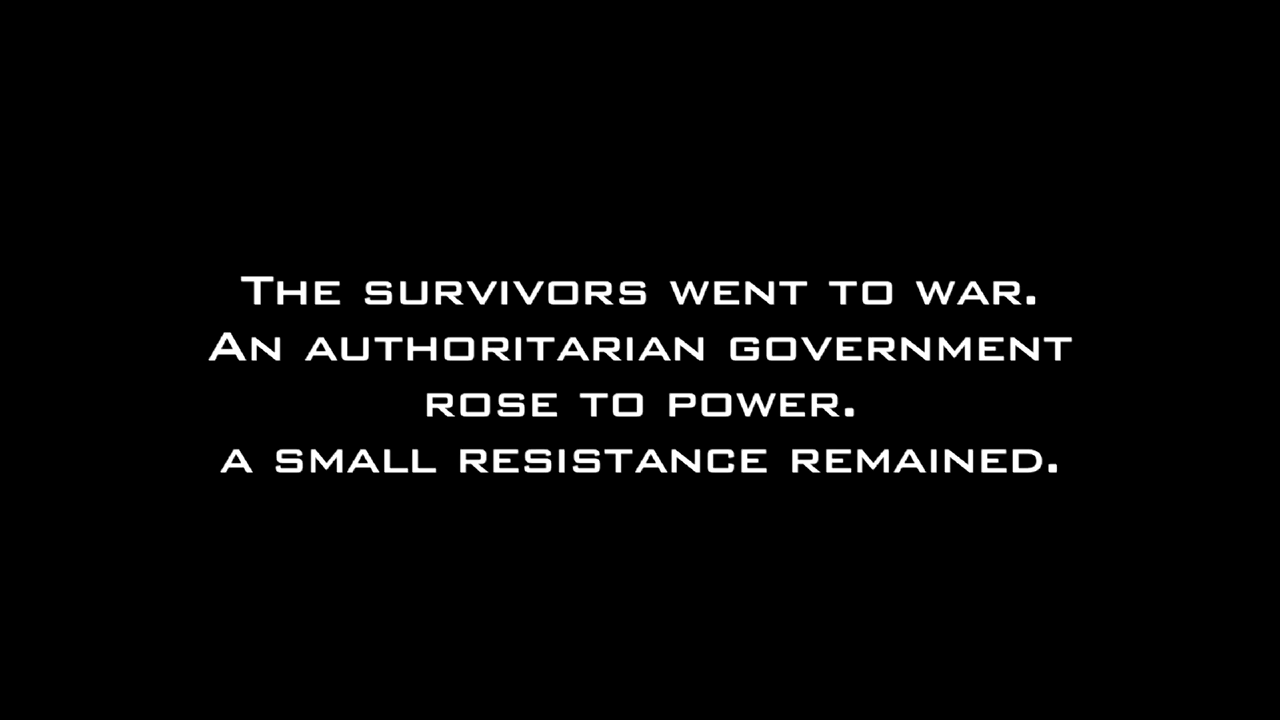 The survivors went to war.
An authoritarian government
rose to power.
a small resistance remained.